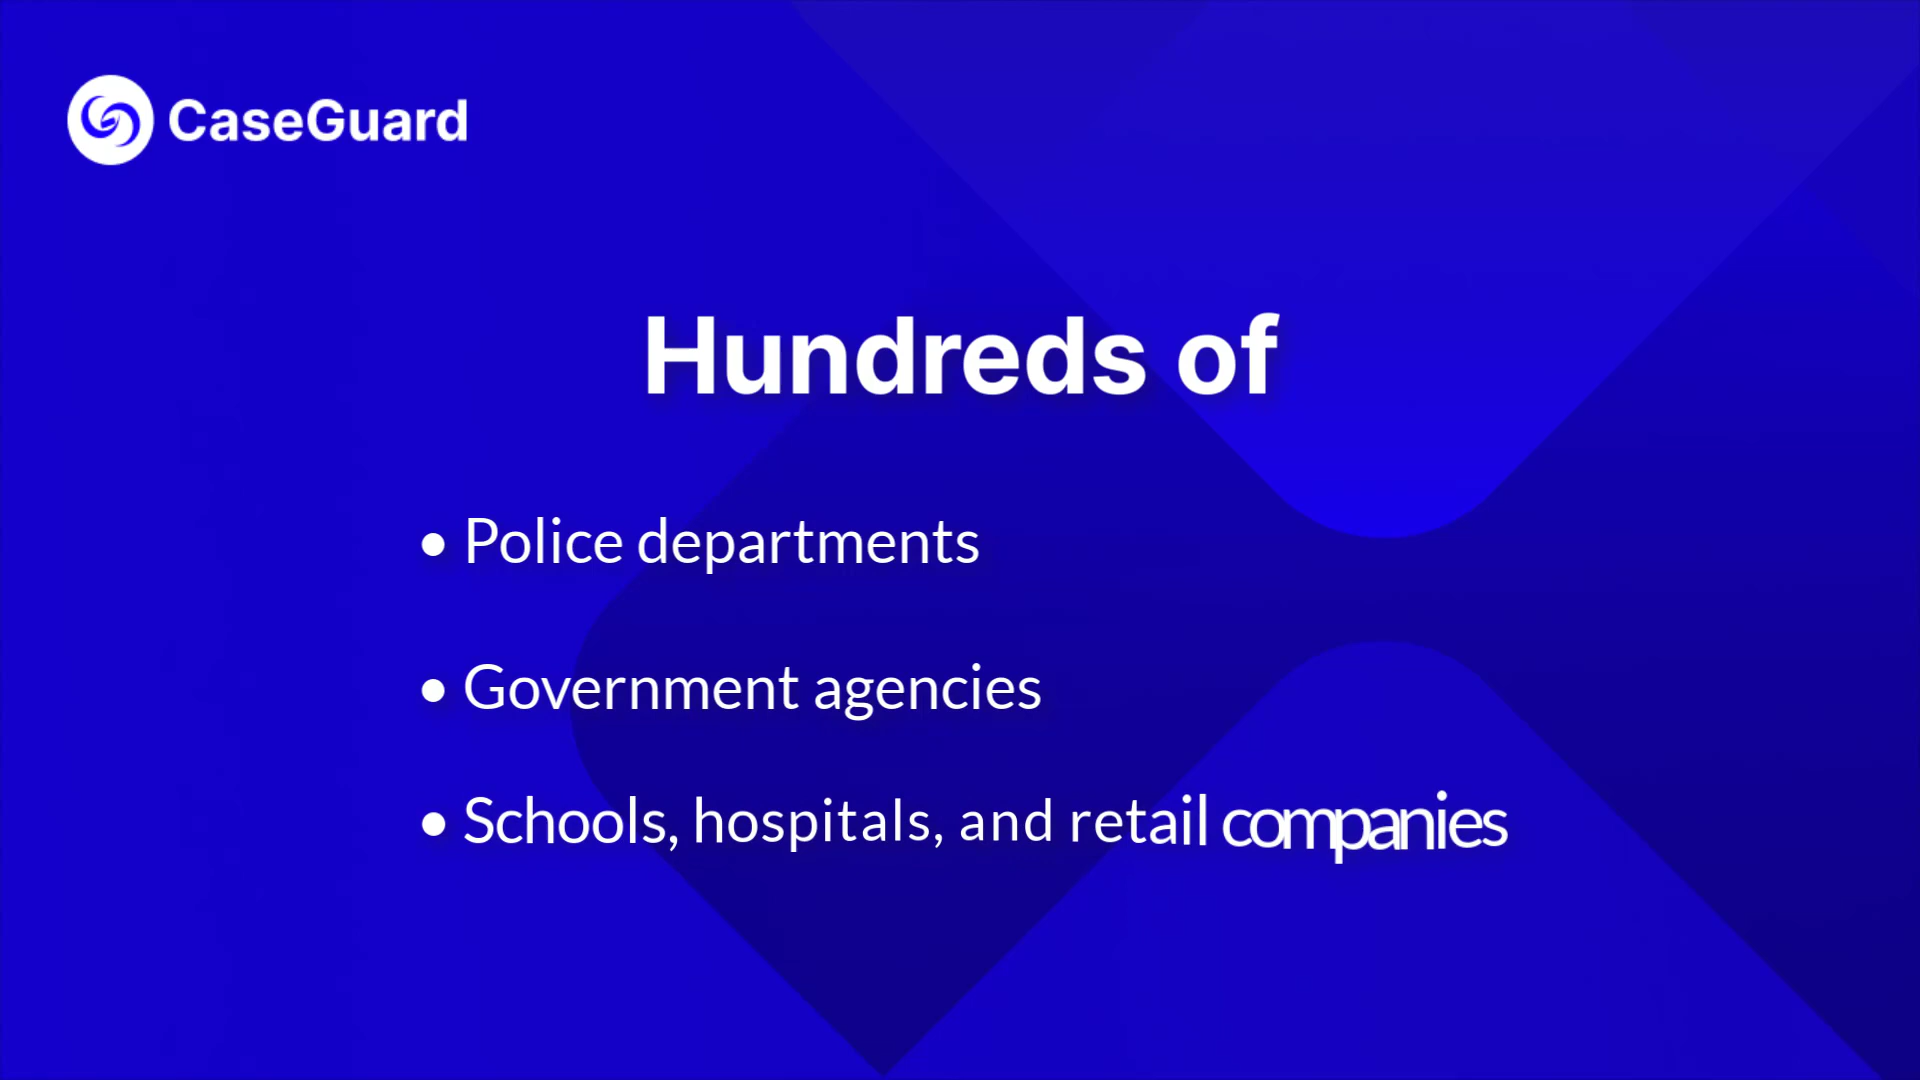 CaseGuard
Hundreds of
• Police departments
• Government agencies
• Schools, hospitals, and retail companies